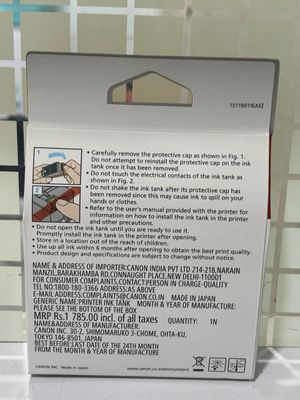 1511B019[AE]
1
2
• Carefully remove the protective cap as shown in Fig. 1.
Do not attempt to reinstall the protective cap on the ink
tank once it has been removed.
• Do not touch the electrical contacts of the ink tank as
shown in Fig. 2.
• Do not shake the ink tank after its protective cap has
been removed since this may cause ink to spill on your
hands or clothes.
• Refer to the user's manual provided with the printer for
information on how to install the ink tank in the printer
and other precautions.
• Do not open the ink tank until you are ready to use it.
Promptly install the ink tank in the printer after opening.
• Store in a location out of the reach of children.
• Use up all ink within 6 months after opening to obtain the best print quality.
• Product design and specifications are subject to change without notice.
NAME & ADDRESS OF IMPORTER:CANON INDIA PVT LTD 214-218,NARAIN
MANZIL,BARAKHAMBA RD.CONNAUGHT PLACE,NEW DELHI-110001
FOR CONSUMER COMPLAINTS,CONTACT:PERSON IN CHARGE-QUALITY
TEL NO:1800-180-3366 ADDRESS:AS ABOVE
E-MAIL ADDRESS:COMPLAINTS@CANON.CO.IN MADE IN JAPAN
GENERIC NAME:PRINTER INK TANK MONTH & YEAR OF MANUFACTURE:
PLEASE SEE THE BOTTOM OF THE BOX
MRP Rs.1 785.00 incl. of all taxes QUANTITY: 1N
NAME&ADDRESS OF MANUFACTURER:
CANON INC. 30-2, SHIMOMARUKO 3-CHOME, OHTA-KU,
TOKYO 146-8501, JAPAN
BEST BEFORE:LAST DATE OF THE 24TH MONTH
FROM MONTH & YEAR OF MANUFACTURE
CANON INC. Made in Japan www.canon.co.in/environment